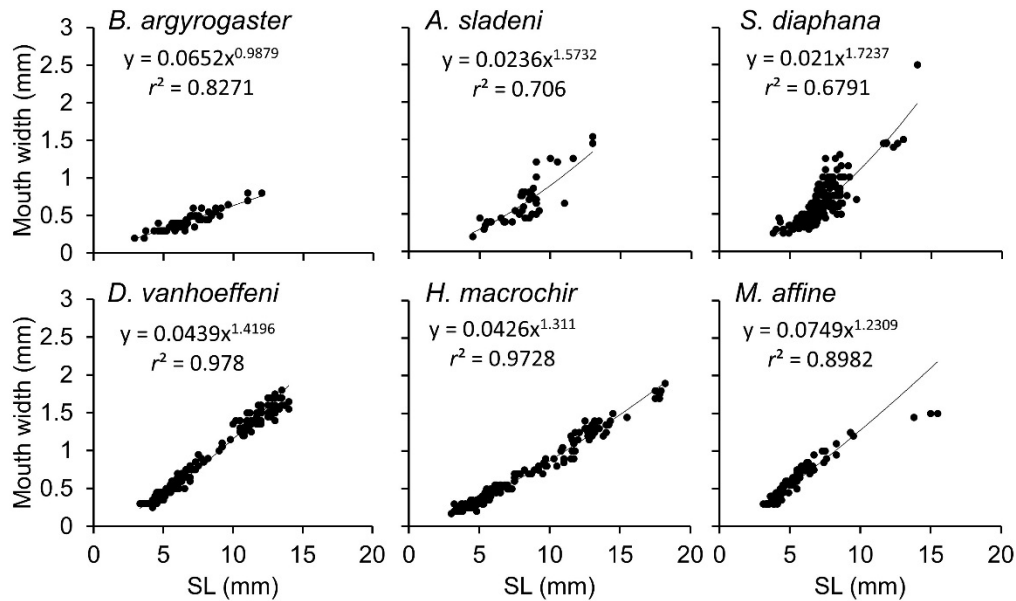 B. argyrogaster
y = 0.0652x^0.9879
r² = 0.8271
A. sladeni
y = 0.0236x^1.5732
r² = 0.706
S. diaphana
y = 0.021x^1.7237
r² = 0.6791
3
2.5
2
1.5
1
0.5
0
Mouth width (mm)
D. vanhoeffeni
y = 0.0439x^1.4196
r² = 0.978
H. macrochir
y = 0.0426x^1.311
r² = 0.9728
M. affine
y = 0.0749x^1.2309
r² = 0.8982
3
2.5
2
1.5
1
0.5
0
Mouth width (mm)
0 5 10 15 20
0 5 10 15 20
0 5 10 15 20
SL (mm)
SL (mm)
SL (mm)